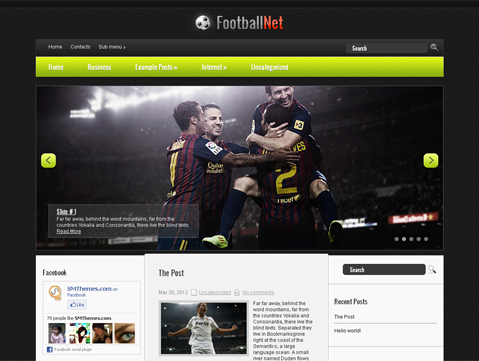 FootballNet
Home Contacts Sub menu »
Search
Home Business Example Posts » Internet » Uncategorized
Slide # 1
Far far away, behind the word mountains, far from the
countries Vokalia and Consonantia, there live the blind texts.
Read More
Facebook
SMThemes.com on
Facebook
Like
76 people like SMThemes.com.
Facebook social plugin
The Post
May 30, 2012 Uncategorized No comments
Far far away, behind
the word mountains,
far from the
countries Vokalia and
Consonantia, there
live the blind texts.
Separated they
live in Bookmarksgrove
right at the coast of
the Semantics, a
large language
ocean. A small
river named Duden flows
Search
Recent Posts
The Post
Hello world!